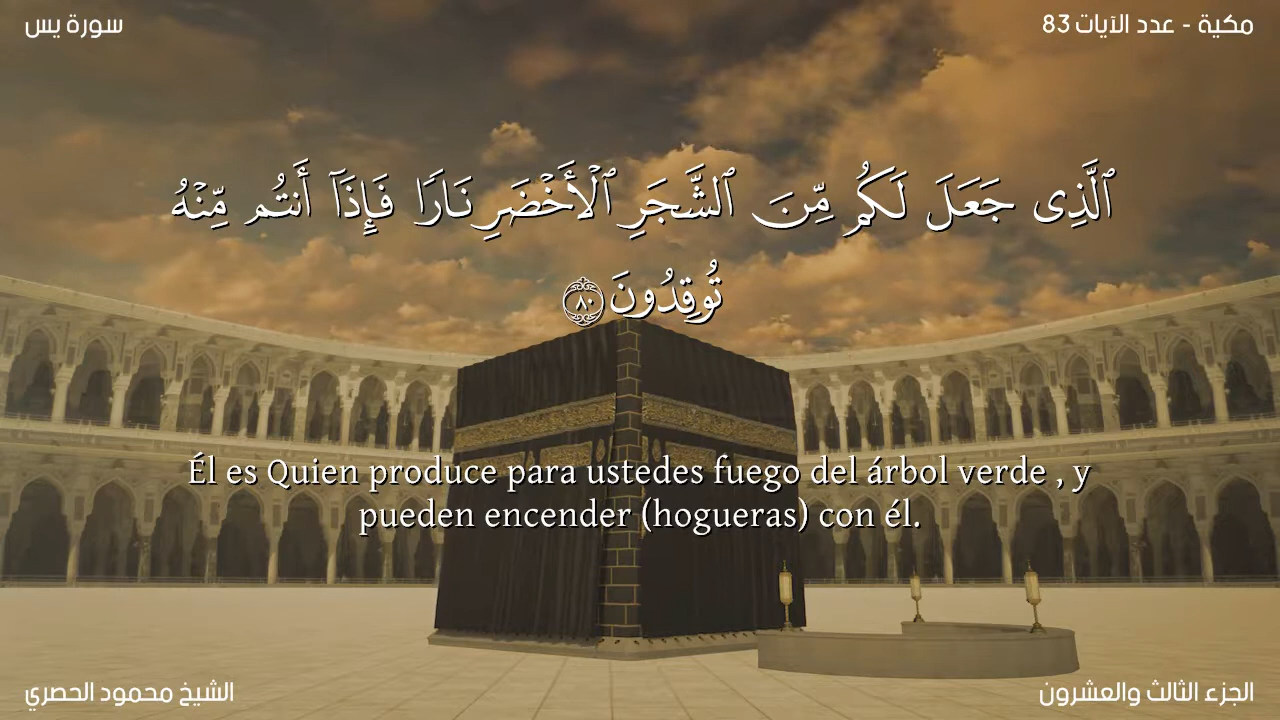 مكية - عدد الآيات 83
سورة يس
ٱلَّذِى جَعَلَ لَكُم مِّنَ ٱلشَّجَرِ ٱلْأَخْضَرِ نَارًا فَإِذَآ أَنتُم مِّنْهُ
تُوقِدُونَ ٨٠
Él es Quien produce para ustedes fuego del árbol verde , y
pueden encender (hogueras) con él.
الجزء الثالث والعشرون
الشيخ محمود الحصري